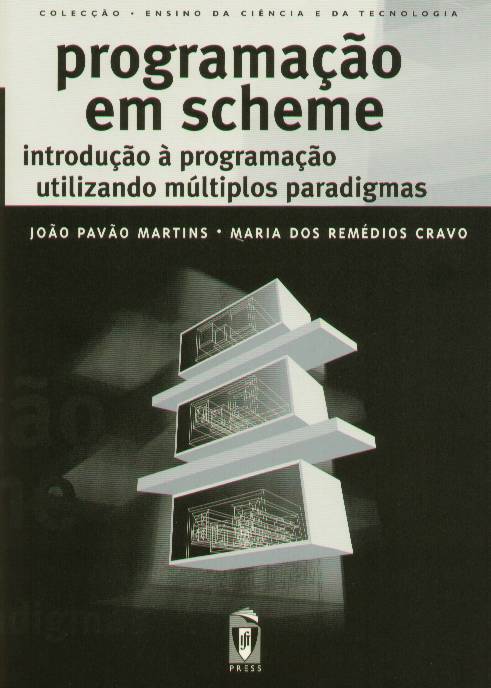 COLECÇÃO • ENSINO DA CIÊNCIA E DA TECNOLOGIA
programação
em scheme
introdução à programação
utilizando múltiplos paradigmas
JOÃO PAVÃO MARTINS • MARIA DOS REMÉDIOS CRAVO
PRESS